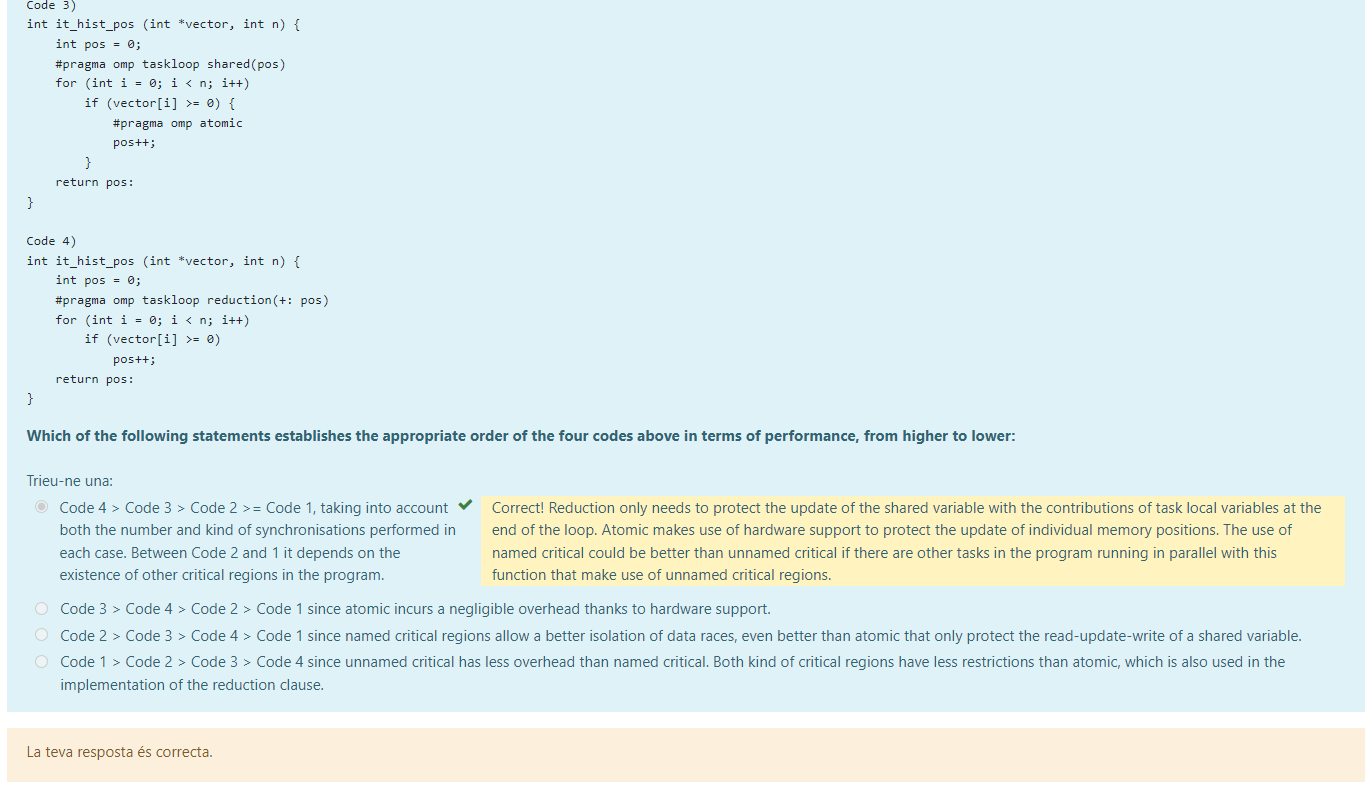 Code 3)
int it_hist_pos (int *vector, int n) {
    int pos = 0;
    #pragma omp taskloop shared(pos)
    for (int i = 0; i < n; i++)
        if (vector[i] >= 0) {
            #pragma omp atomic
            pos++;
        }
    return pos:
}
Code 4)
int it_hist_pos (int *vector, int n) {
    int pos = 0;
    #pragma omp taskloop reduction(+: pos)
    for (int i = 0; i < n; i++)
        if (vector[i] >= 0)
            pos++;
    return pos:
}
Which of the following statements establishes the appropriate order of the four codes above in terms of performance, from higher to lower:
Trieu-ne una:
Code 4 > Code 3 > Code 2 >= Code 1, taking into account
both the number and kind of synchronisations performed in
each case. Between Code 2 and 1 it depends on the
existence of other critical regions in the program.
Correct! Reduction only needs to protect the update of the shared variable with the contributions of task local variables at the
end of the loop. Atomic makes use of hardware support to protect the update of individual memory positions. The use of
named critical could be better than unnamed critical if there are other tasks in the program running in parallel with this
function that make use of unnamed critical regions.
Code 3 > Code 4 > Code 2 > Code 1 since atomic incurs a negligible overhead thanks to hardware support.
Code 2 > Code 3 > Code 4 > Code 1 since named critical regions allow a better isolation of data races, even better than atomic that only protect the read-update-write of a shared variable.
Code 1 > Code 2 > Code 3 > Code 4 since unnamed critical has less overhead than named critical. Both kind of critical regions have less restrictions than atomic, which is also used in the
implementation of the reduction clause.
La teva resposta és correcta.